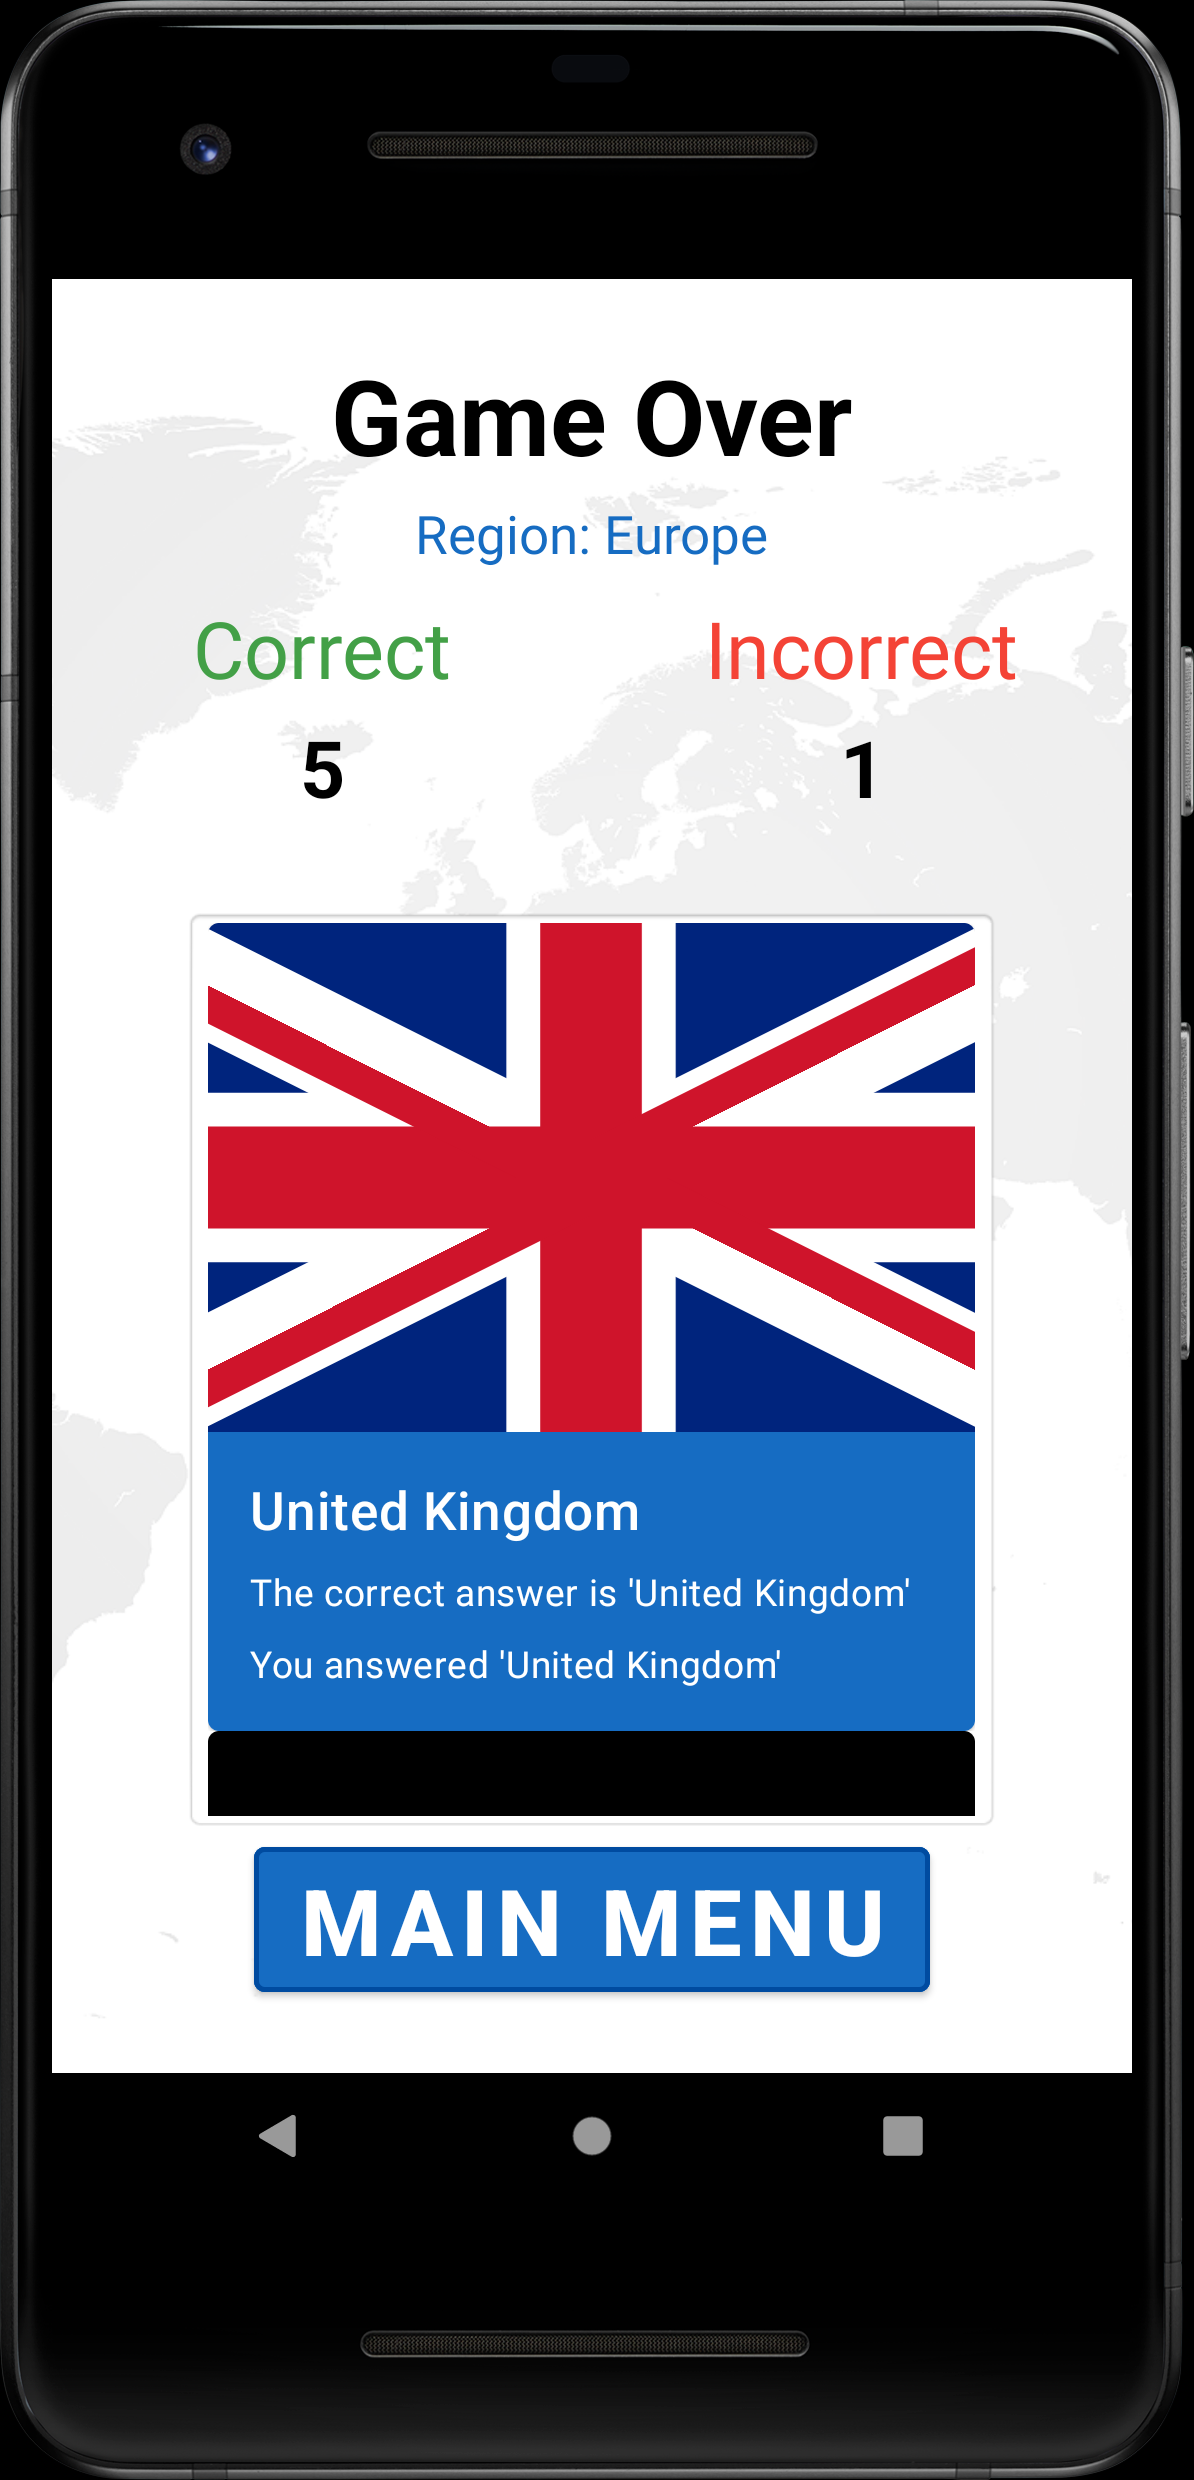 Game Over
Region: Europe
Correct
Incorrect
5
1
United Kingdom
The correct answer is 'United Kingdom'
You answered 'United Kingdom'
MAIN MENU